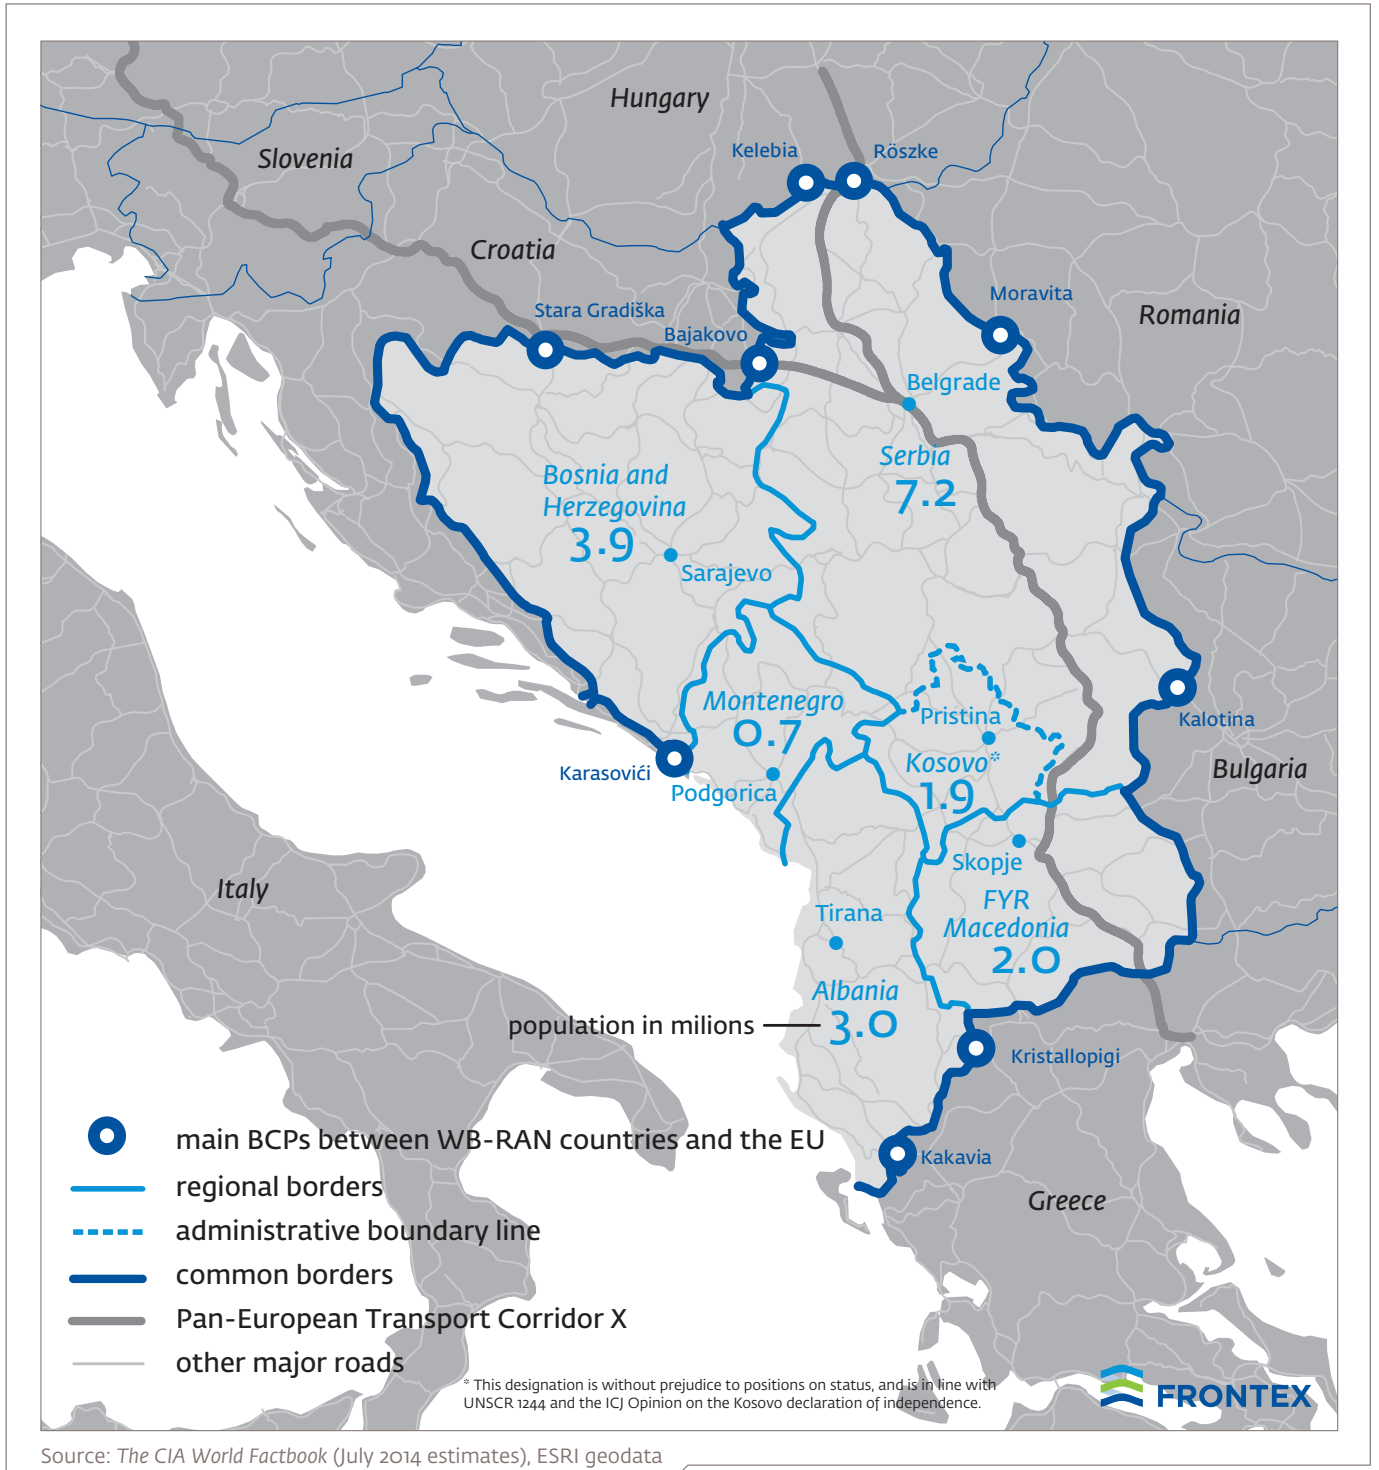 Hungary
Kelebia
Röszke
Slovenia
Croatia
Moravita
Stara Gradiška
Romania
Bajakovo
Belgrade
Serbia
7.2
Bosnia and
Herzegovina
3.9
Sarajevo
Montenegro
0.7
Pristina
Kalotina
Kosovo*
1.9
Bulgaria
Karasovići
Podgorica
Skopje
Italy
FYR
Macedonia
2.0
Tirana
Albania
3.0
population in milions
Kristallopigi
Kakavia
Greece
main BCPs between WB-RAN countries and the EU
regional borders
administrative boundary line
common borders
Pan-European Transport Corridor X
other major roads
* This designation is without prejudice to positions on status, and is in line with
UNSCR 1244 and the ICJ Opinion on the Kosovo declaration of independence.
FRONTEX
Source: The CIA World Factbook (July 2014 estimates), ESRI geodata